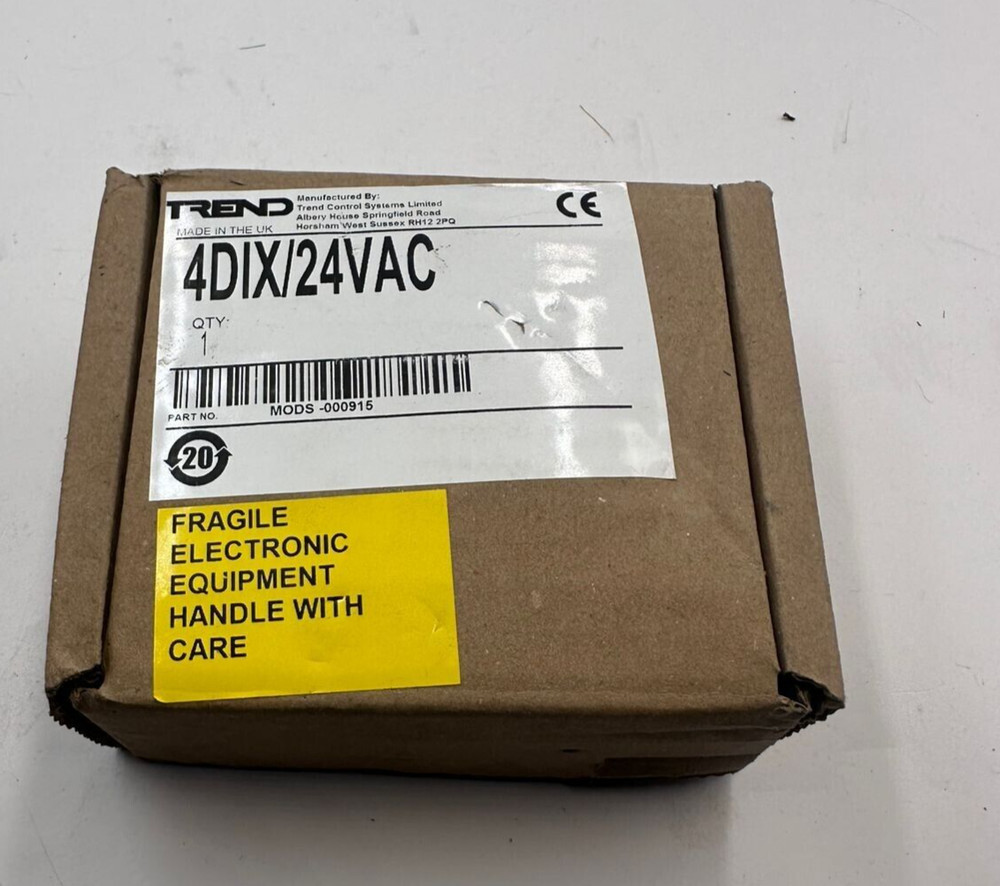 TREND
Manufactured By:
Trend Control Systems Limited
Albery House Springfield Road
Horsham West Sussex RH12 2PQ
CE
MADE IN THE UK
4DIX/24VAC
QTY:
1
PART NO.
MODS -000915
20
FRAGILE
ELECTRONIC
EQUIPMENT
HANDLE WITH
CARE